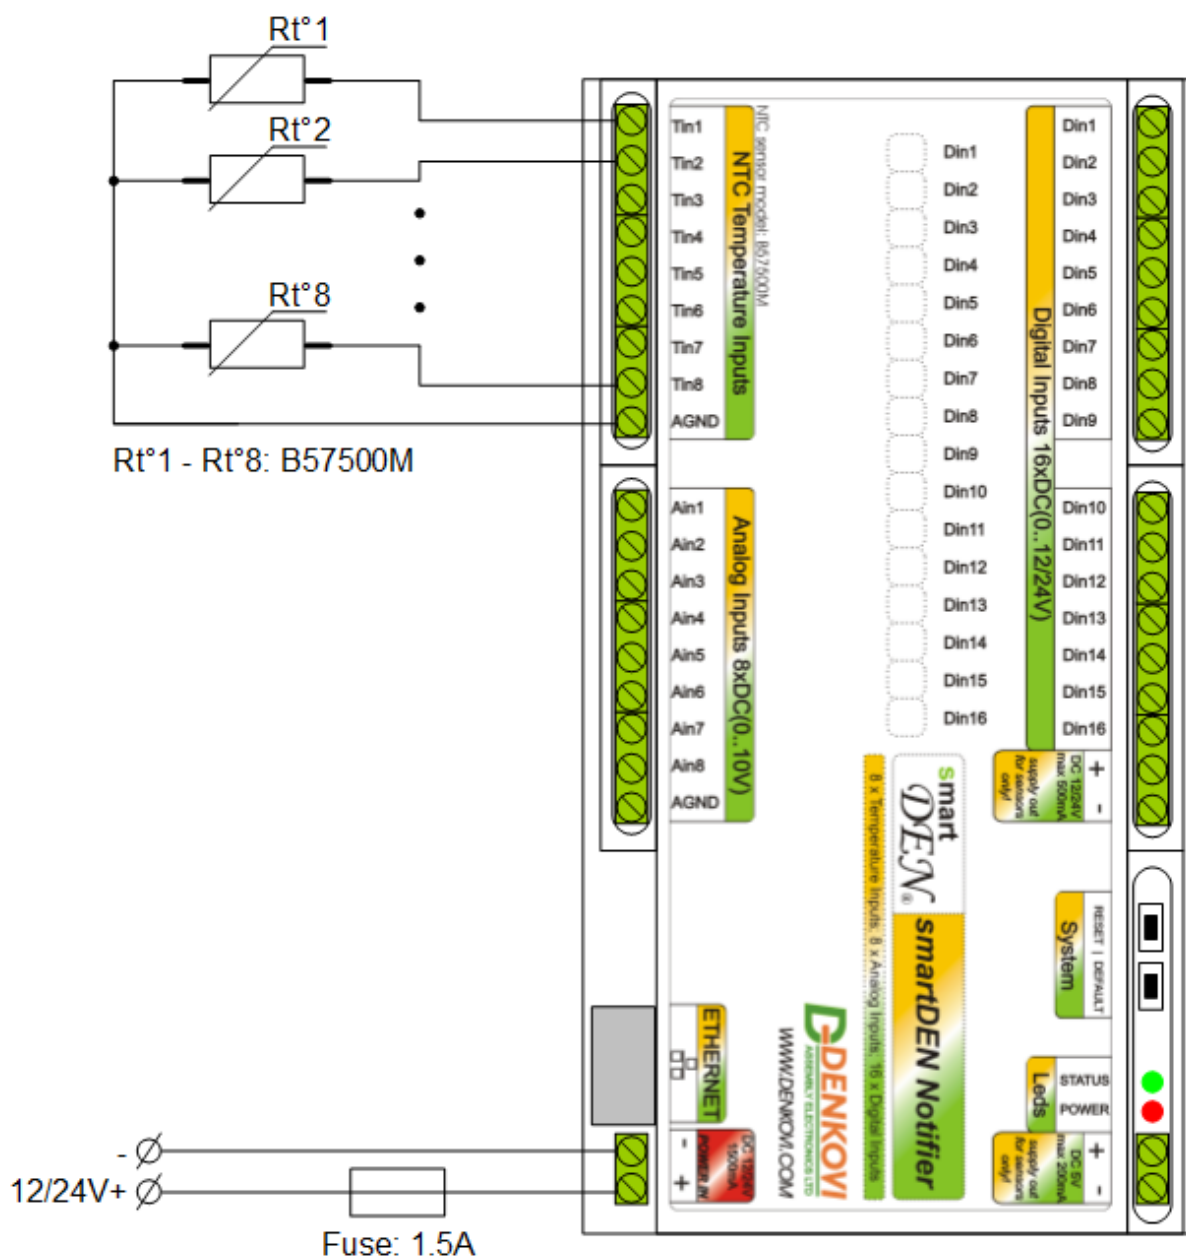 Rt°1
Rt°2
Rt°8
Rt°1 - Rt°8: B57500M
Tin1
Tin2
Tin3
Tin4
Tin5
Tin6
Tin7
Tin8
AGND
NTC Temperature Inputs
NTC sensor model: B57500M
Ain1
Ain2
Ain3
Ain4
Ain5
Ain6
Ain7
Ain8
AGND
Analog Inputs 8xDC(0..10V)
Din1
Din2
Din3
Din4
Din5
Din6
Din7
Din8
Din9
Din10
Din11
Din12
Din13
Din14
Din15
Din16
Digital Inputs 16xDC(0..12/24V)
Din1
Din2
Din3
Din4
Din5
Din6
Din7
Din8
Din9
Din10
Din11
Din12
Din13
Din14
Din15
Din16
+
-
DC 12/24V
max 500mA
supply out
for sensors
only!
smart
DEN®
smartDEN Notifier
8 x Temperature Inputs; 8 x Analog Inputs; 16 x Digital Inputs
RESET | DEFAULT
System
STATUS
POWER
Leds
+
-
DC 5V
max 200mA
supply out
for sensors
only!
DENKOVI
ASSEMBLY ELECTRONICS LTD
WWW.DENKOVI.COM
ETHERNET
DC 12/24V
1500mA
POWER IN
-
+
-
12/24V+
Fuse: 1.5A